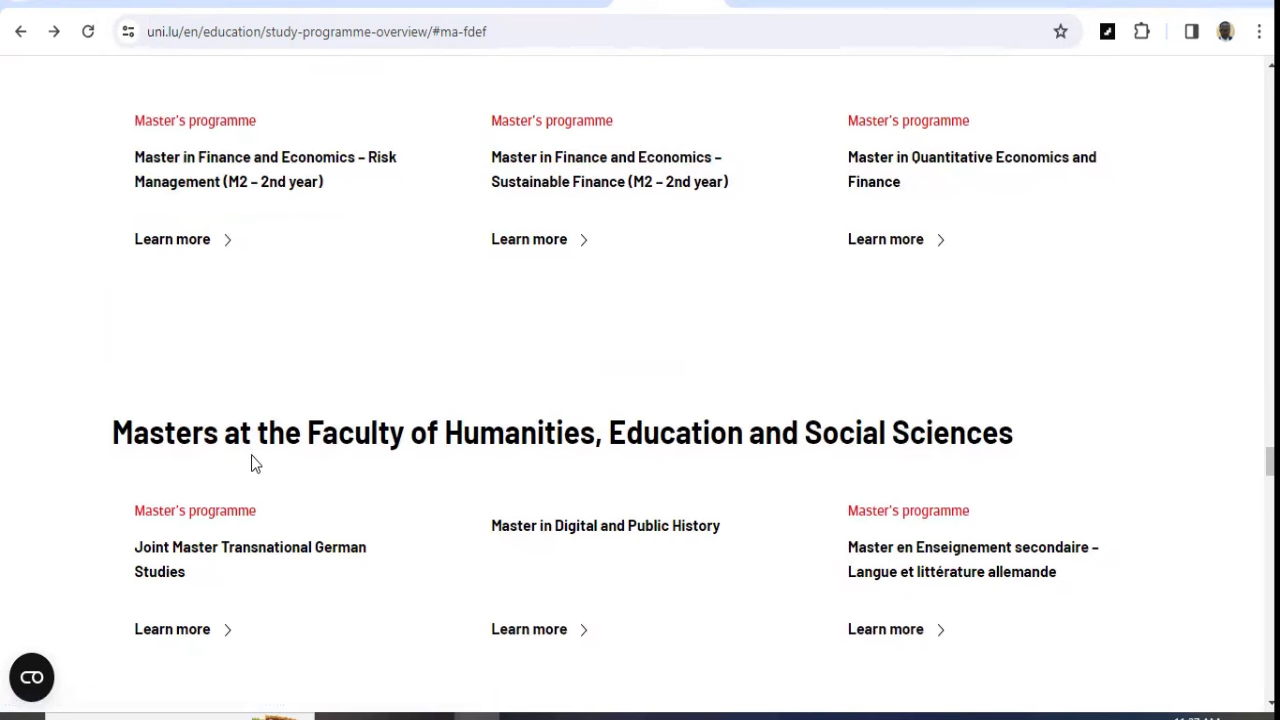 uni.lu/en/education/study-programme-overview/#ma-fdef
Master's programme
Master in Finance and Economics – Risk
Management (M2 – 2nd year)
Learn more
Master's programme
Master in Finance and Economics –
Sustainable Finance (M2 – 2nd year)
Learn more
Master's programme
Master in Quantitative Economics and
Finance
Learn more
Masters at the Faculty of Humanities, Education and Social Sciences
Master's programme
Joint Master Transnational German
Studies
Learn more
Master in Digital and Public History
Learn more
Master's programme
Master en Enseignement secondaire –
Langue et littérature allemande
Learn more